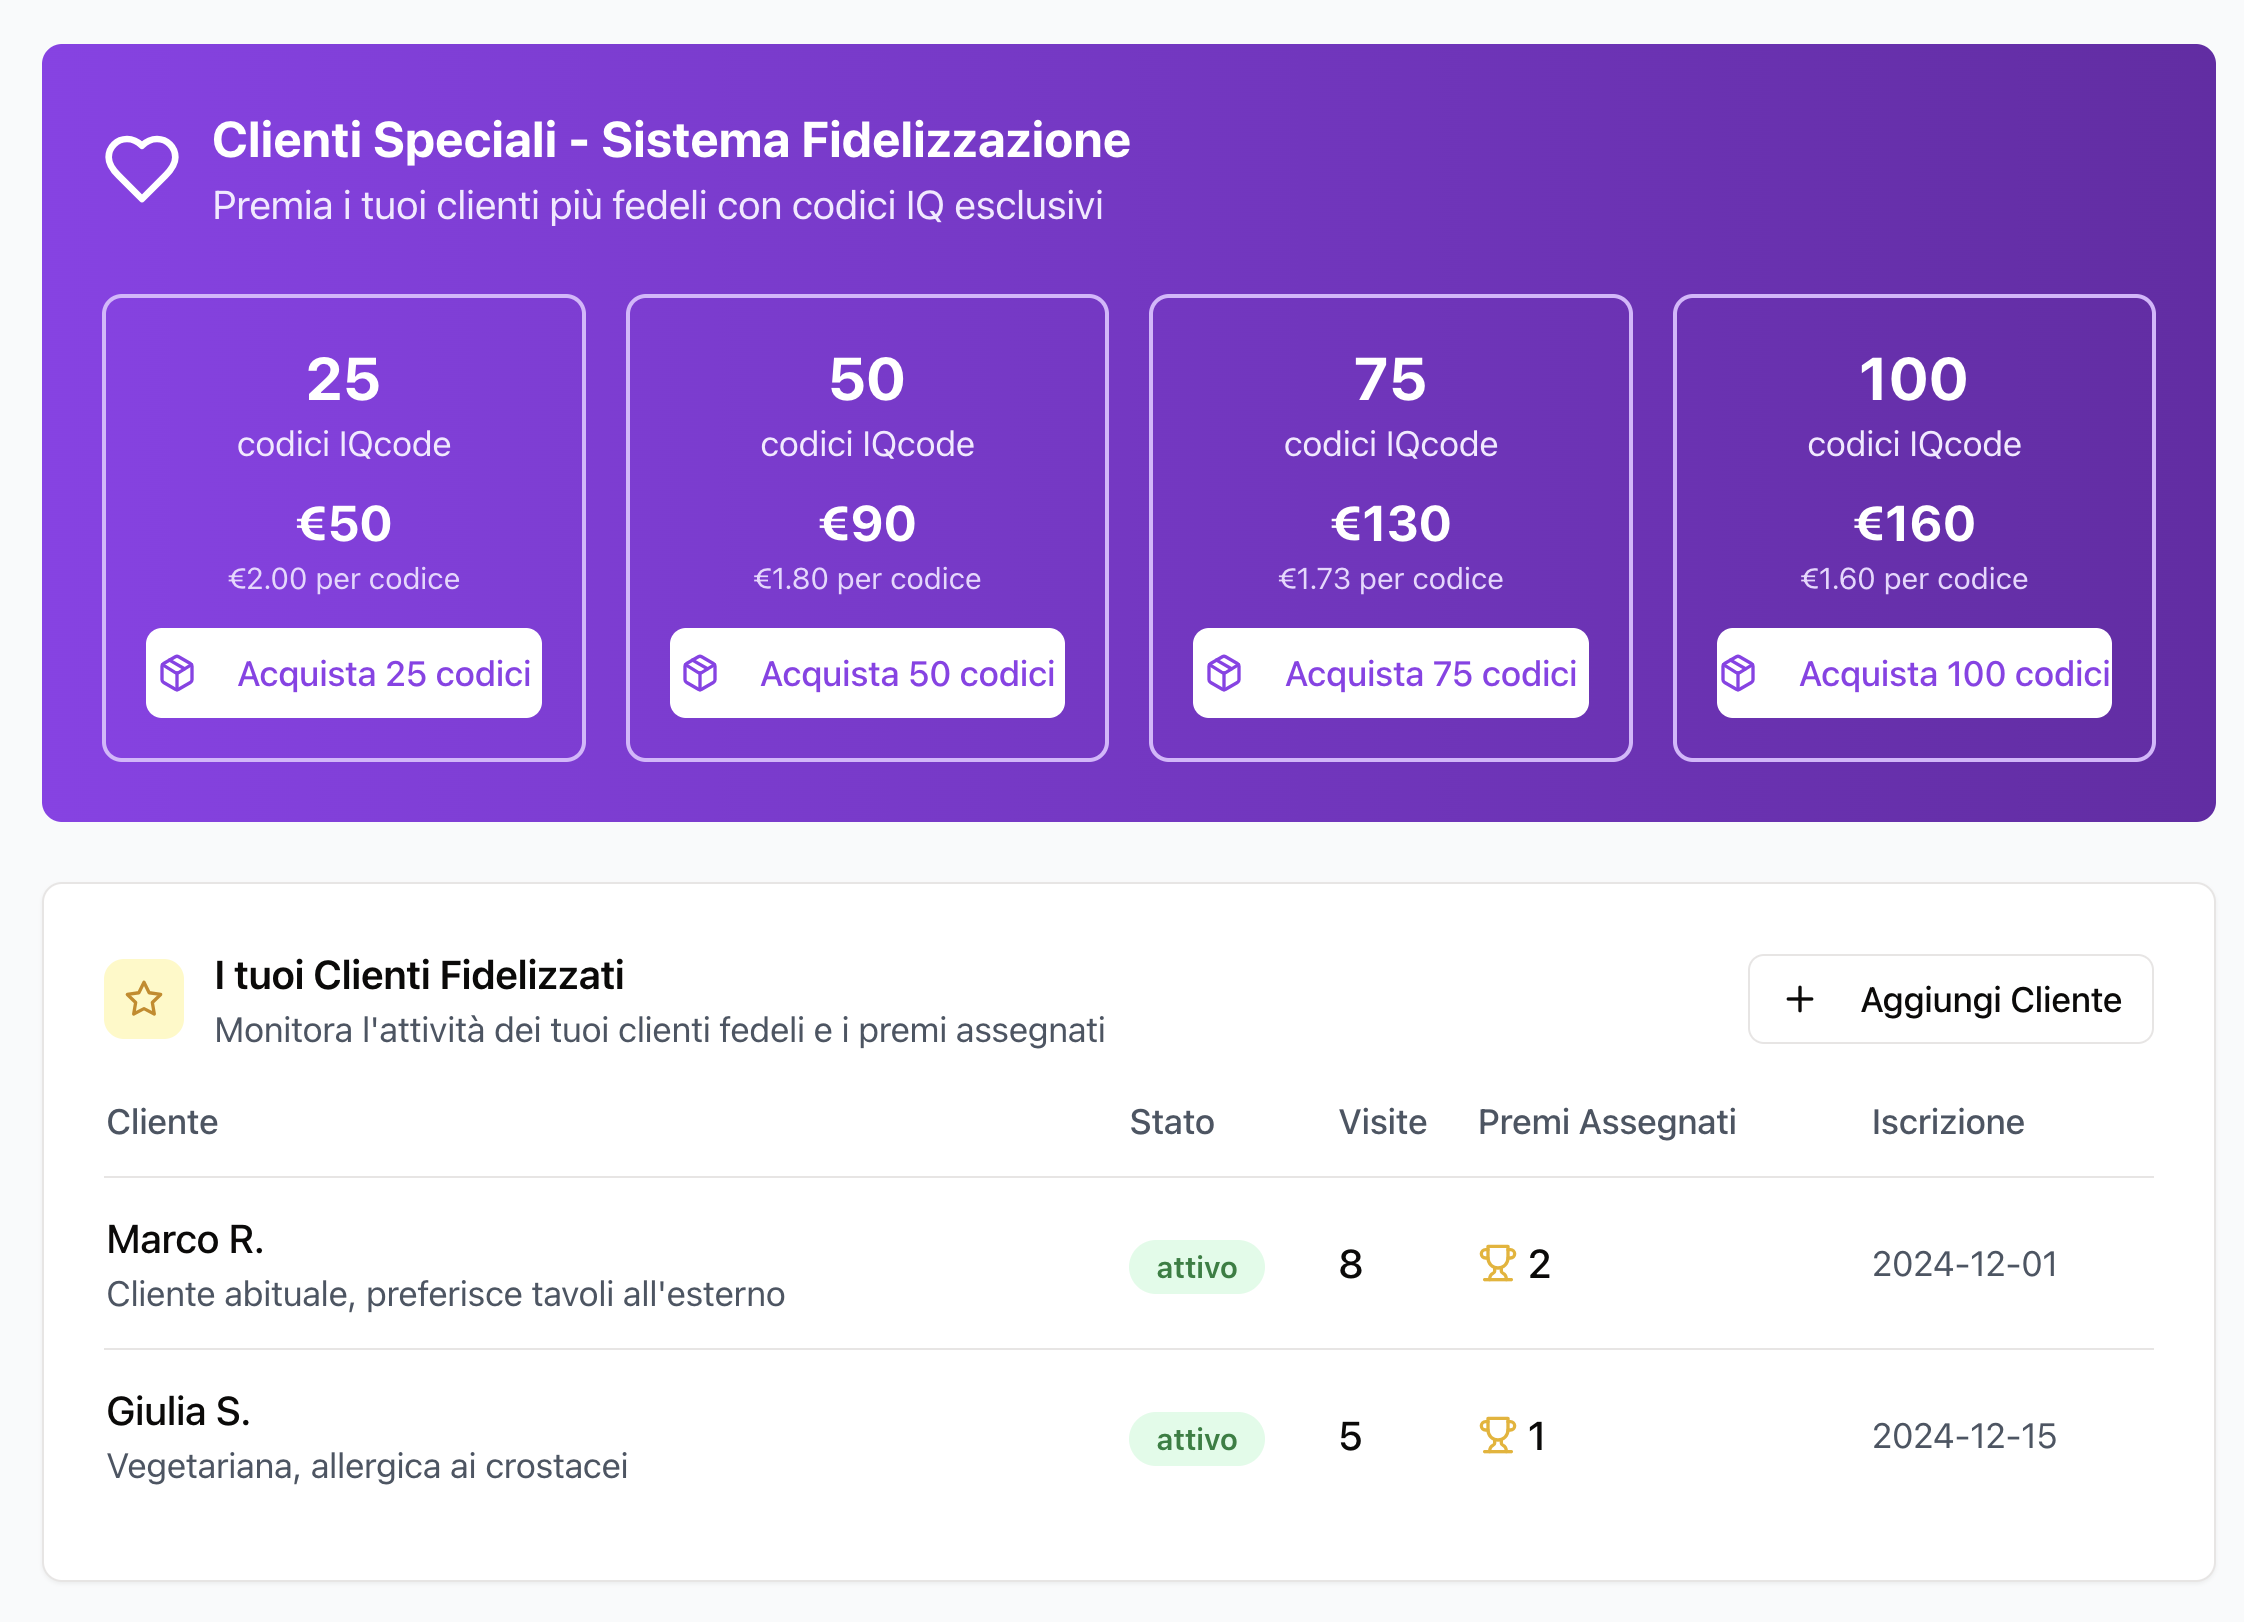 Clienti Speciali - Sistema Fidelizzazione
Premia i tuoi clienti più fedeli con codici IQ esclusivi
25
codici IQcode
€50
€2.00 per codice
Acquista 25 codici
50
codici IQcode
€90
€1.80 per codice
Acquista 50 codici
75
codici IQcode
€130
€1.73 per codice
Acquista 75 codici
100
codici IQcode
€160
€1.60 per codice
Acquista 100 codici
I tuoi Clienti Fidelizzati
Monitora l'attività dei tuoi clienti fedeli e i premi assegnati
Aggiungi Cliente
Cliente Stato Visite Premi Assegnati Iscrizione
Marco R.
Cliente abituale, preferisce tavoli all'esterno
attivo 8 2 2024-12-01
Giulia S.
Vegetariana, allergica ai crostacei
attivo 5 1 2024-12-15